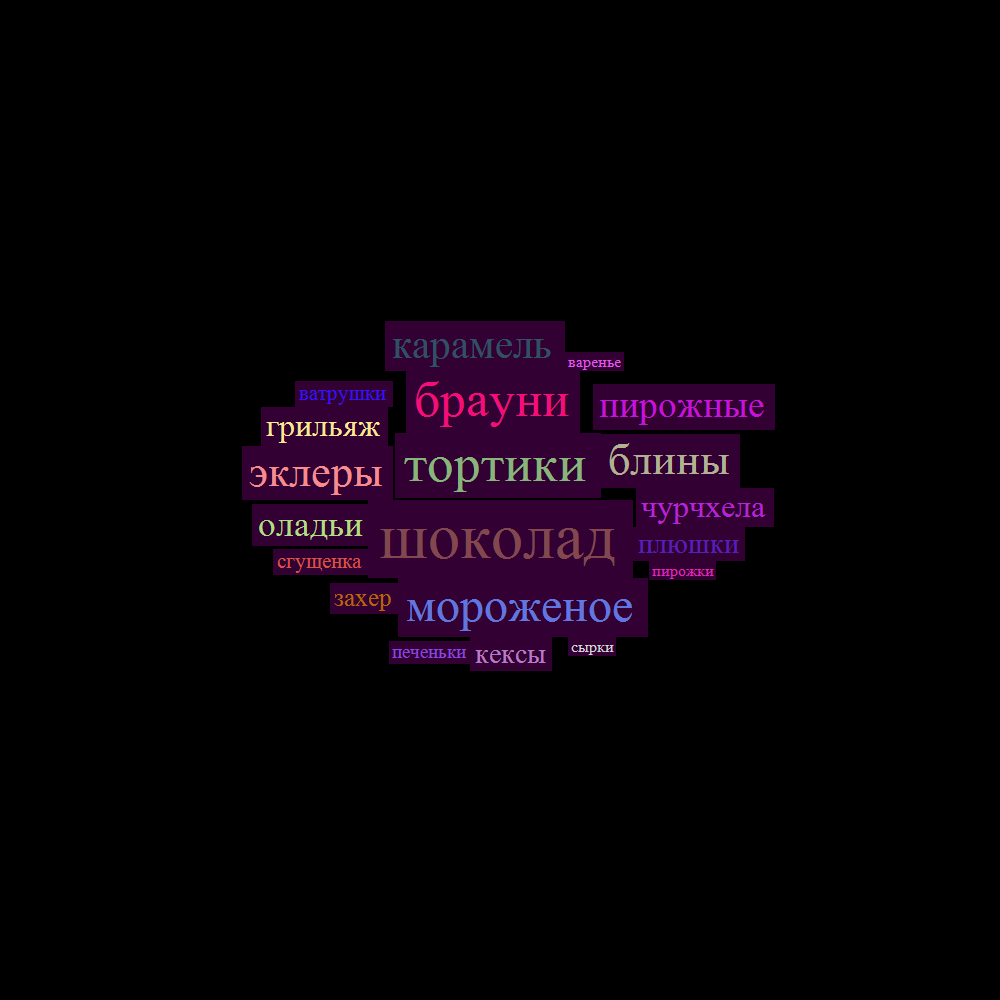 карамель
варенье
ватрушки
брауни
пирожные
грильяж
тортики
блины
эклеры
чурчхела
оладьи
шоколад
плюшки
сгущенка
пирожки
захер
мороженое
печеньки
кексы
сырки